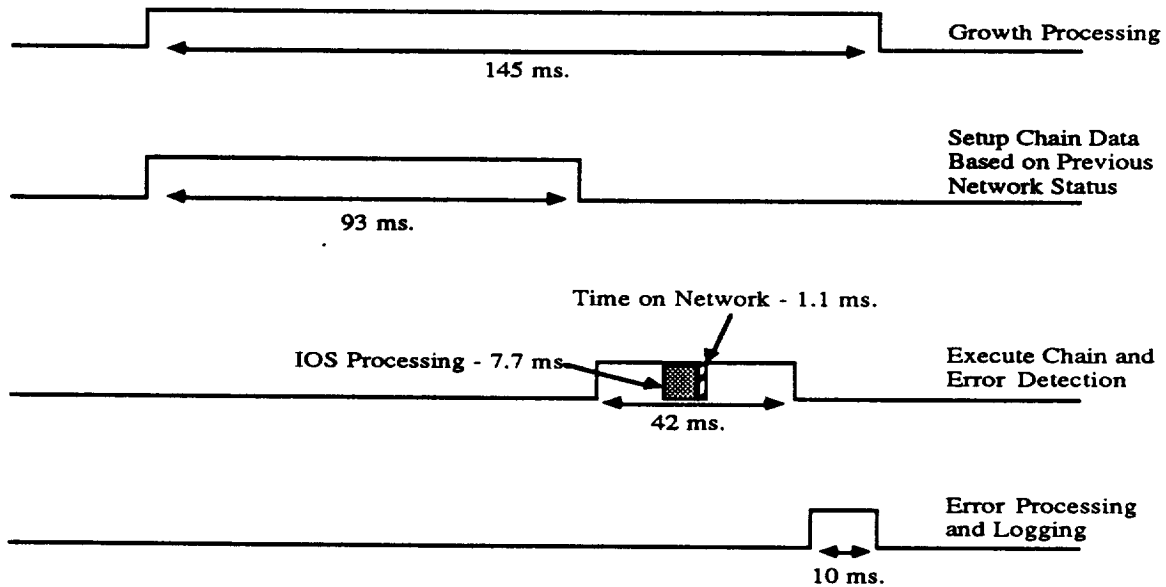 Growth Processing
145 ms.
Setup Chain Data
Based on Previous
Network Status
93 ms.
Time on Network - 1.1 ms.
IOS Processing - 7.7 ms.
Execute Chain and
Error Detection
42 ms.
Error Processing
and Logging
10 ms.